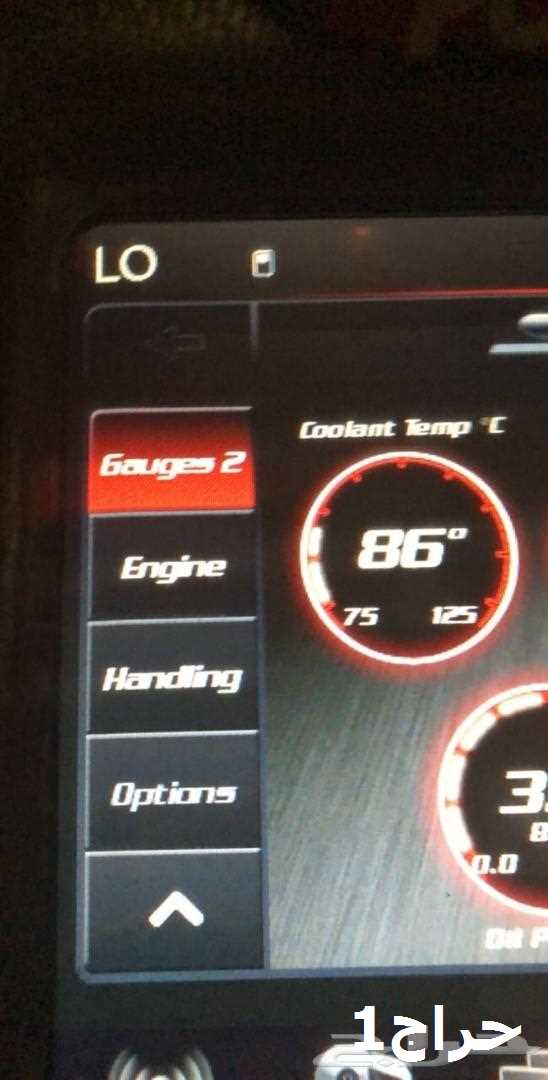 LO
Coolant Temp °C
Gauges 2
86°
75 125
Engine
Handling
Options
0.0
حراج1